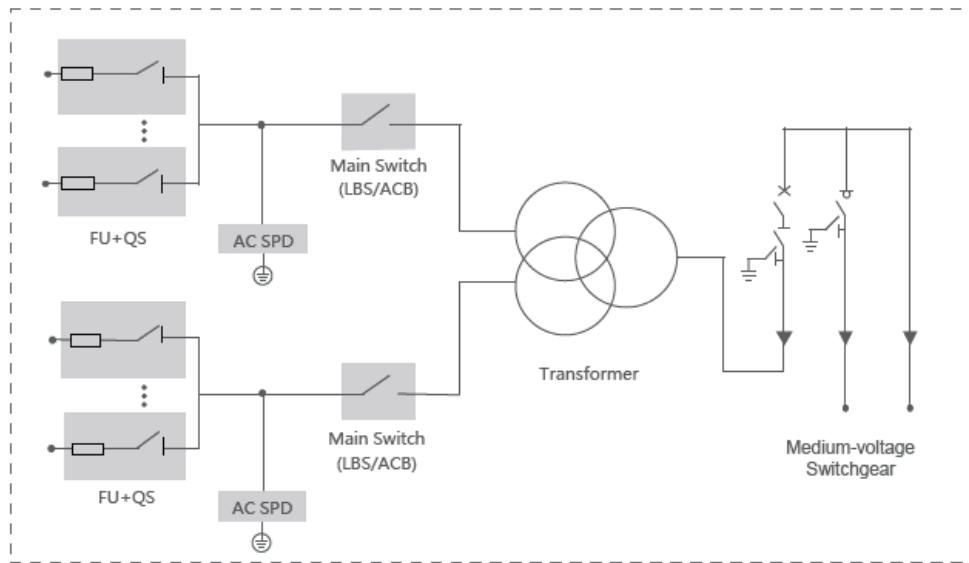 Main Switch
(LBS/ACB)
FU+QS
AC SPD
Transformer
Main Switch
(LBS/ACB)
Medium-voltage
Switchgear
FU+QS
AC SPD